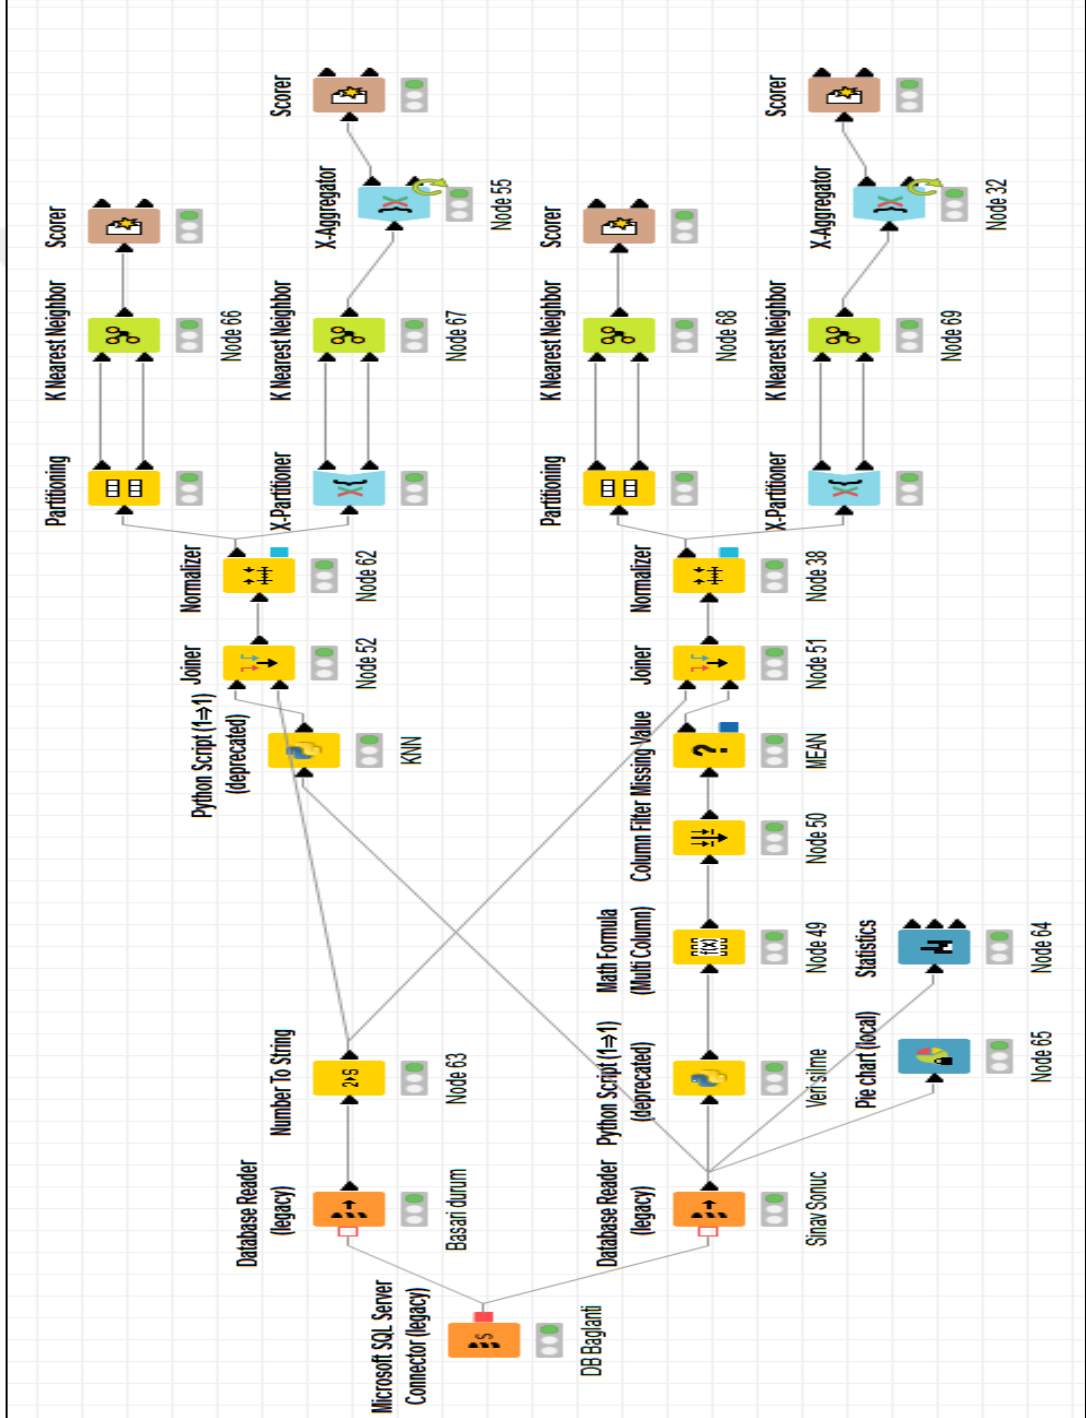 Partitioning
K Nearest Neighbor
Scorer
Node 66
Database Reader
(legacy)
Basari durum
Number To String
Node 63
Python Script (1⇒1)
(deprecated)
KNN
Joiner
Node 52
Normalizer
Node 62
X-Partitioner
K Nearest Neighbor
Node 67
X-Aggregator
Node 55
Scorer
Microsoft SQL Server
Connector (legacy)
DB Baglanti
Partitioning
K Nearest Neighbor
Node 68
Scorer
Database Reader
(legacy)
Sinav Sonuc
Python Script (1⇒1)
(deprecated)
Veri silme
Math Formula
(Multi Column)
Node 49
Column Filter
Node 50
Missing Value
MEAN
Joiner
Node 51
Normalizer
Node 38
X-Partitioner
K Nearest Neighbor
Node 69
X-Aggregator
Node 32
Scorer
Pie chart (local)
Node 65
Statistics
Node 64